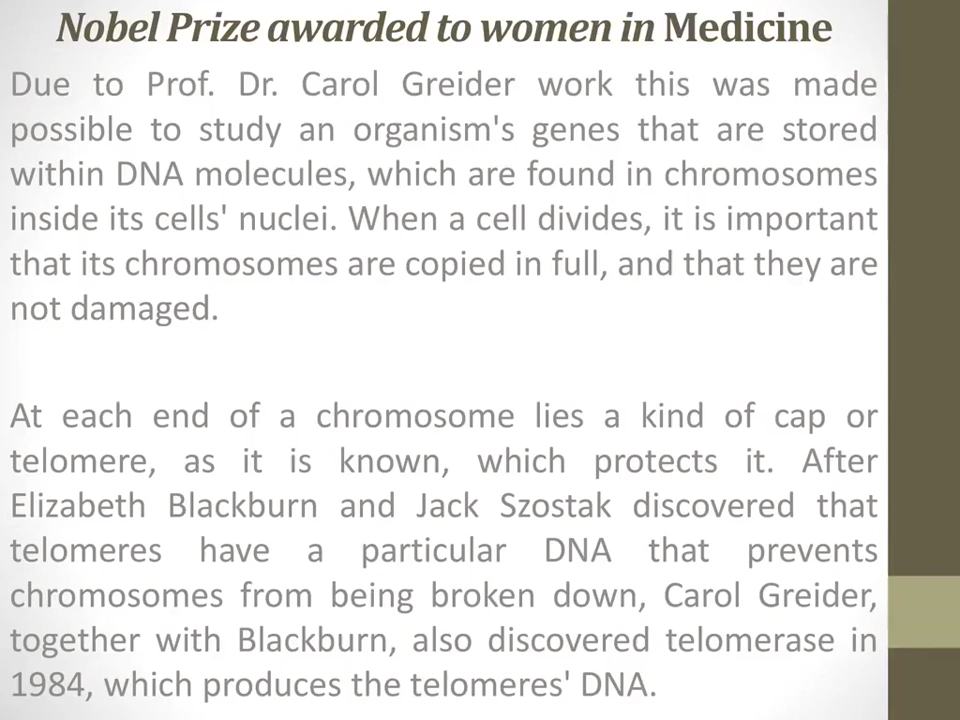 Nobel Prize awarded to women in Medicine
Due to Prof. Dr. Carol Greider work this was made
possible to study an organism's genes that are stored
within DNA molecules, which are found in chromosomes
inside its cells' nuclei. When a cell divides, it is important
that its chromosomes are copied in full, and that they are
not damaged.
At each end of a chromosome lies a kind of cap or
telomere, as it is known, which protects it. After
Elizabeth Blackburn and Jack Szostak discovered that
telomeres have a particular DNA that prevents
chromosomes from being broken down, Carol Greider,
together with Blackburn, also discovered telomerase in
1984, which produces the telomeres' DNA.